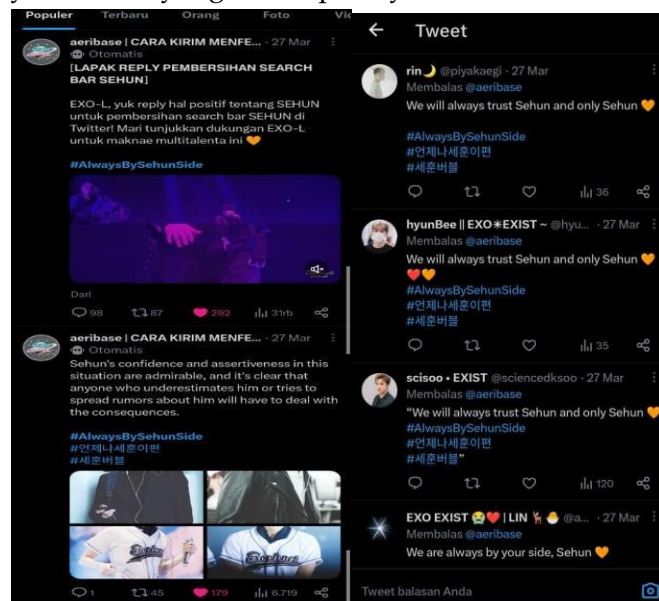 Populer Terbaru Orang Foto
aeribase | CARA KIRIM MENFE... · 27 Mar
Otomatis
[LAPAK REPLY PEMBERSIHAN SEARCH
BAR SEHUN]
EXO-L, yuk reply hal positif tentang SEHUN
untuk pembersihan search bar SEHUN di
Twitter! Mari tunjukkan dukungan EXO-L
untuk maknae multitalenta ini 🧡
#AlwaysBySehunSide
Dari
98 87 292 31rb
aeribase | CARA KIRIM MENFE... · 27 Mar
Otomatis
Sehun's confidence and assertiveness in this
situation are admirable, and it's clear that
anyone who underestimates him or tries to
spread rumors about him will have to deal with
the consequences.
#AlwaysBySehunSide
#언제나세훈이편
#세훈버블
1 45 179 6.719
Tweet
rin🌙 @piyakaegi · 27 Mar
Membalas @aeribase
We will always trust Sehun and only Sehun 🧡
#AlwaysBySehunSide
#언제나세훈이편
#세훈버블
36
hyunBee || EXO✴EXIST ~ @hyu... · 27 Mar
Membalas @aeribase
We will always trust Sehun and only Sehun 🧡
❤️🧡
#AlwaysBySehunSide
#언제나세훈이편
#세훈버블
35
scisoo • EXIST @sciencedksoo · 27 Mar
Membalas @aeribase
"We will always trust Sehun and only Sehun 🧡
#AlwaysBySehunSide
#언제나세훈이편
#세훈버블"
120
EXO EXIST 😭❤️ | LIN 🦌🐣 @a... · 27 Mar
Membalas @aeribase
We are always by your side, Sehun 🧡
Tweet balasan Anda